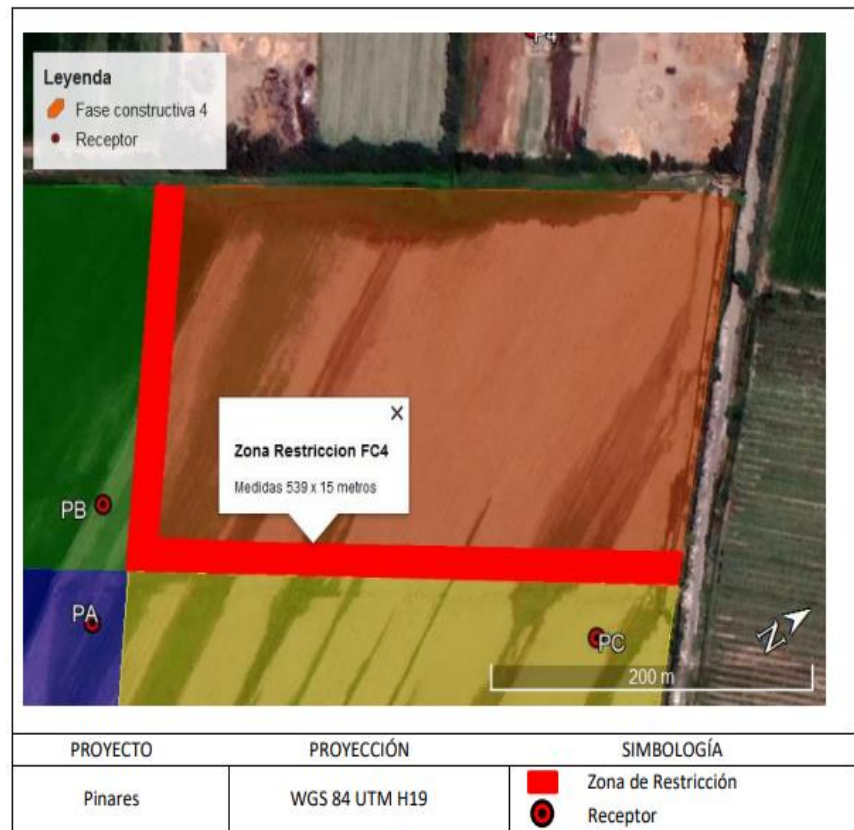 P4
Leyenda
Fase constructiva 4
Receptor
Zona Restriccion FC4
Medidas 539 x 15 metros
PB
PA
PC
N
200 m
PROYECTO
PROYECCIÓN
SIMBOLOGÍA
Pinares
WGS 84 UTM H19
Zona de Restricción
Receptor